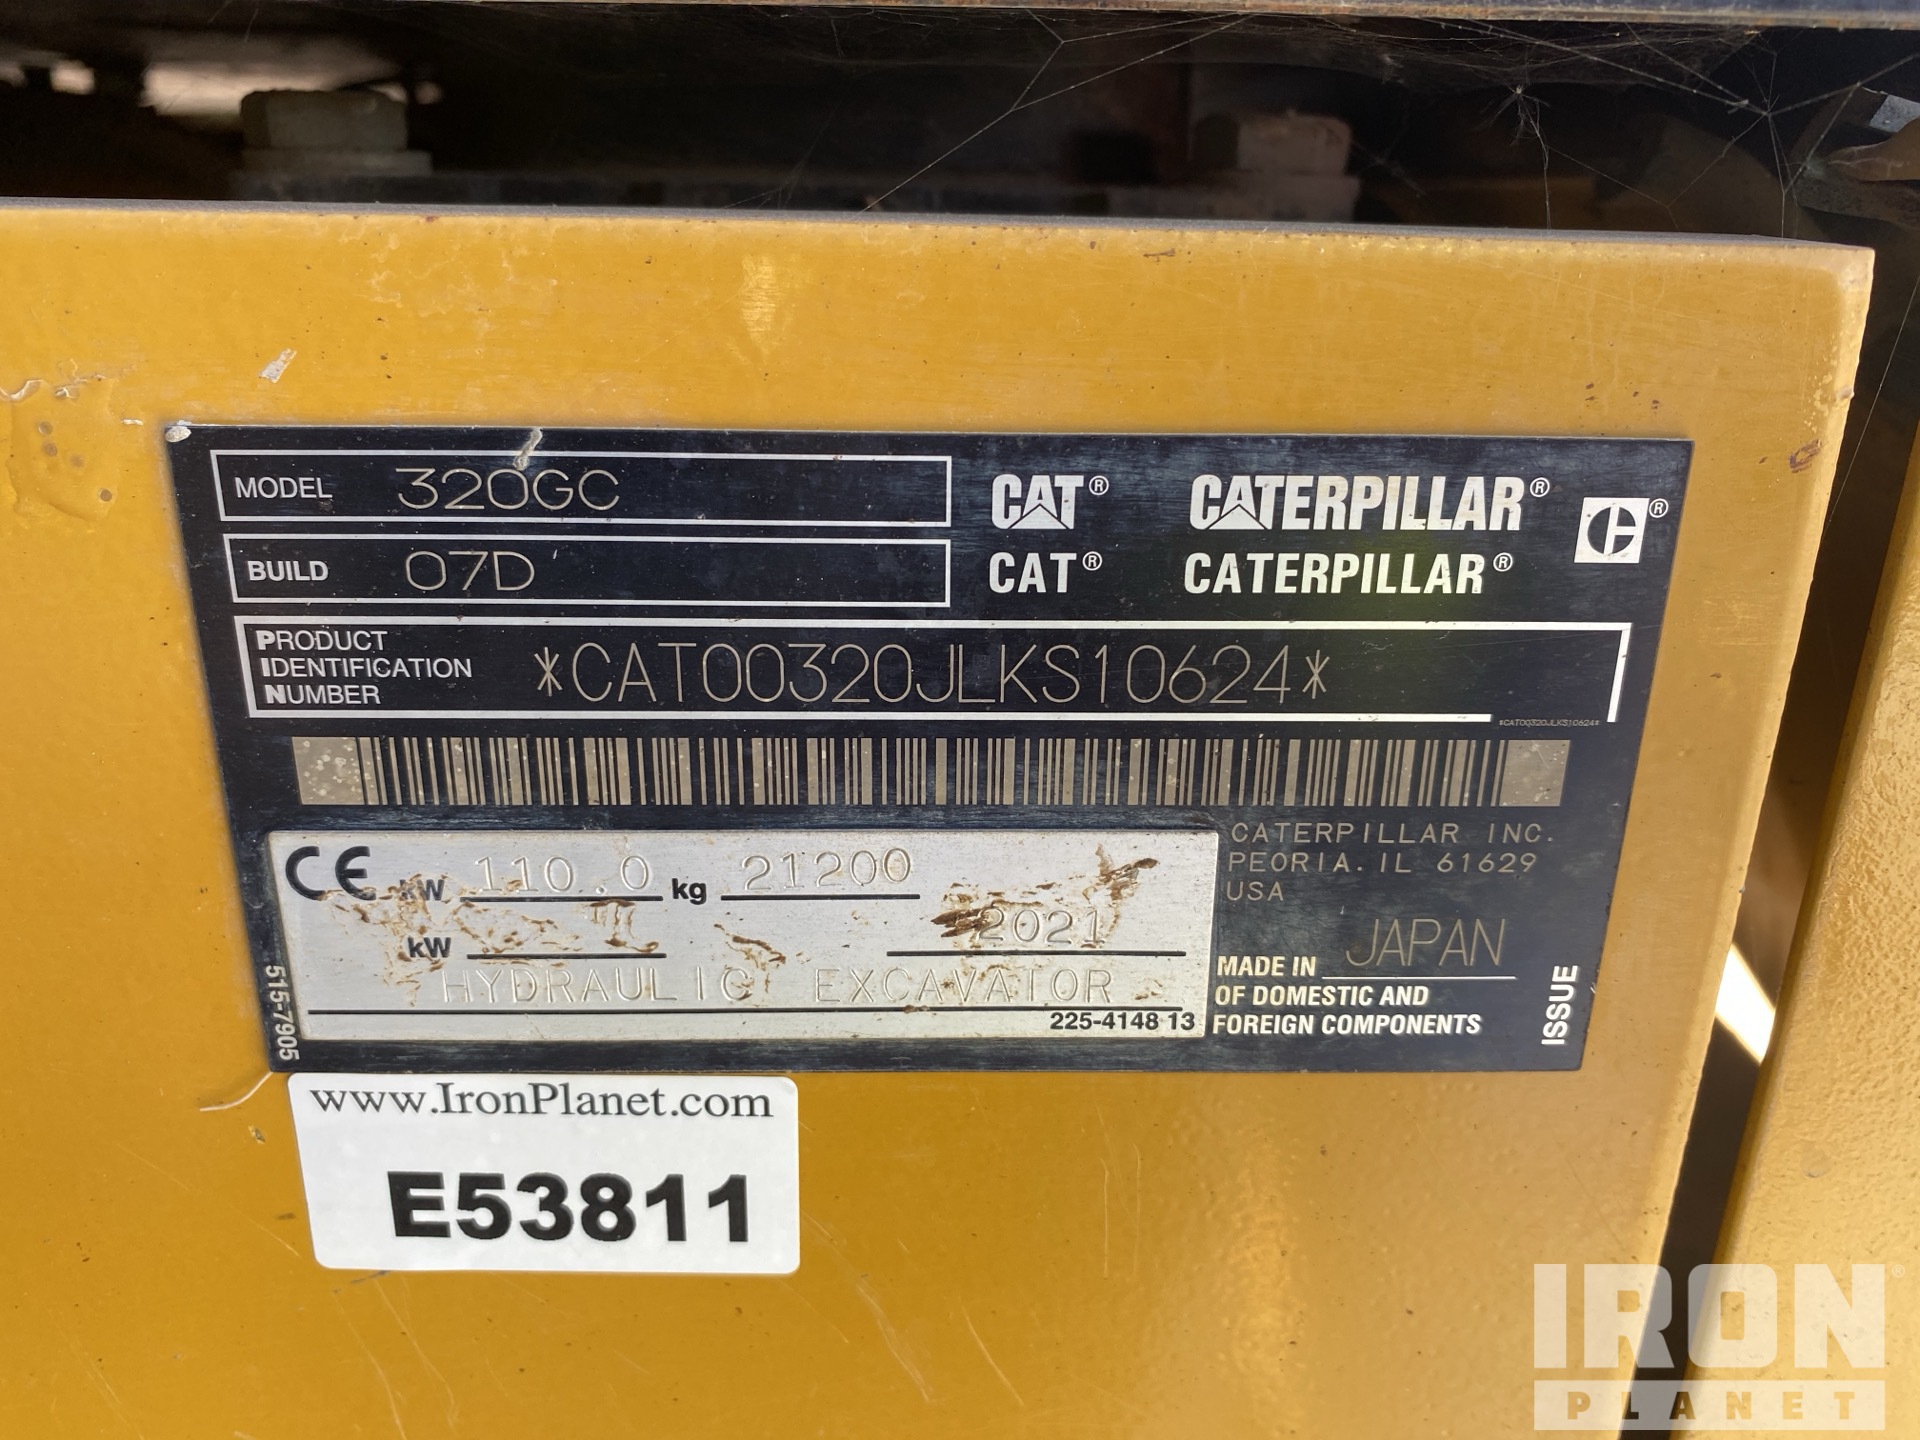 MODEL 320GC
BUILD 07D
CAT® CATERPILLAR® ®
CAT® CATERPILLAR®
PRODUCT
IDENTIFICATION
NUMBER
*CAT00320JLKS10624*
*CAT00320JLKS10624*
CE kW 110.0 kg 21200
kW 2021
HYDRAULIC EXCAVATOR
225-4148 13
515-7905
CATERPILLAR INC.
PEORIA. IL 61629
USA
MADE IN JAPAN
OF DOMESTIC AND
FOREIGN COMPONENTS
ISSUE
www.IronPlanet.com
E53811
IRON®
PLANET